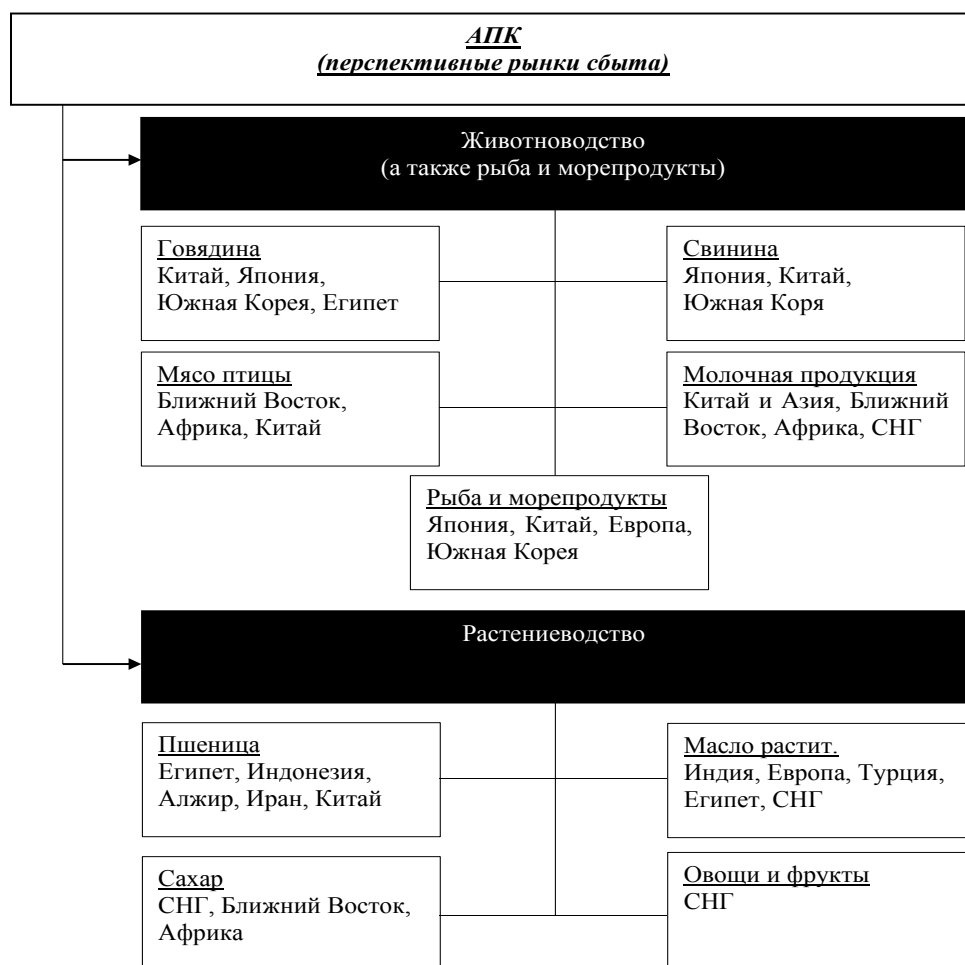 АПК
(перспективные рынки сбыта)
Животноводство
(а также рыба и морепродукты)
Говядина
Китай, Япония,
Южная Корея, Египет
Свинина
Япония, Китай,
Южная Коря
Мясо птицы
Ближний Восток,
Африка, Китай
Молочная продукция
Китай и Азия, Ближний
Восток, Африка, СНГ
Рыба и морепродукты
Япония, Китай, Европа,
Южная Корея
Растениеводство
Пшеница
Египет, Индонезия,
Алжир, Иран, Китай
Масло растит.
Индия, Европа, Турция,
Египет, СНГ
Сахар
СНГ, Ближний Восток,
Африка
Овощи и фрукты
СНГ